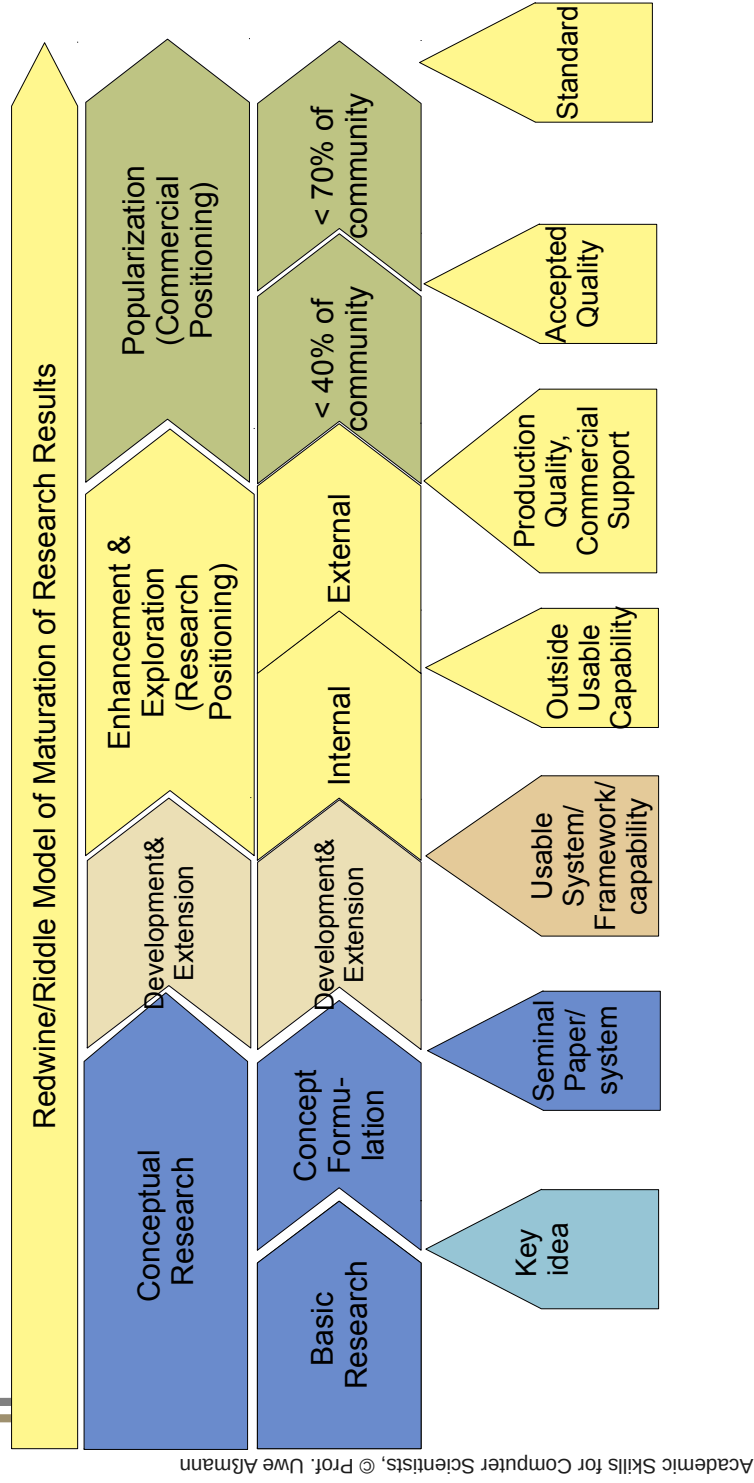 Redwine/Riddle Model of Maturation of Research Results
Conceptual
Research
Development&
Extension
Enhancement &
Exploration
(Research
Positioning)
Popularization
(Commercial
Positioning)
Basic
Research
Concept
Formu-
lation
Development&
Extension
Internal
External
< 40% of
community
< 70% of
community
Key
idea
Seminal
Paper/
system
Usable
System/
Framework/
capability
Outside
Usable
Capability
Production
Quality,
Commercial
Support
Accepted
Quality
Standard
Academic Skills for Computer Scientists, © Prof. Uwe Aßmann